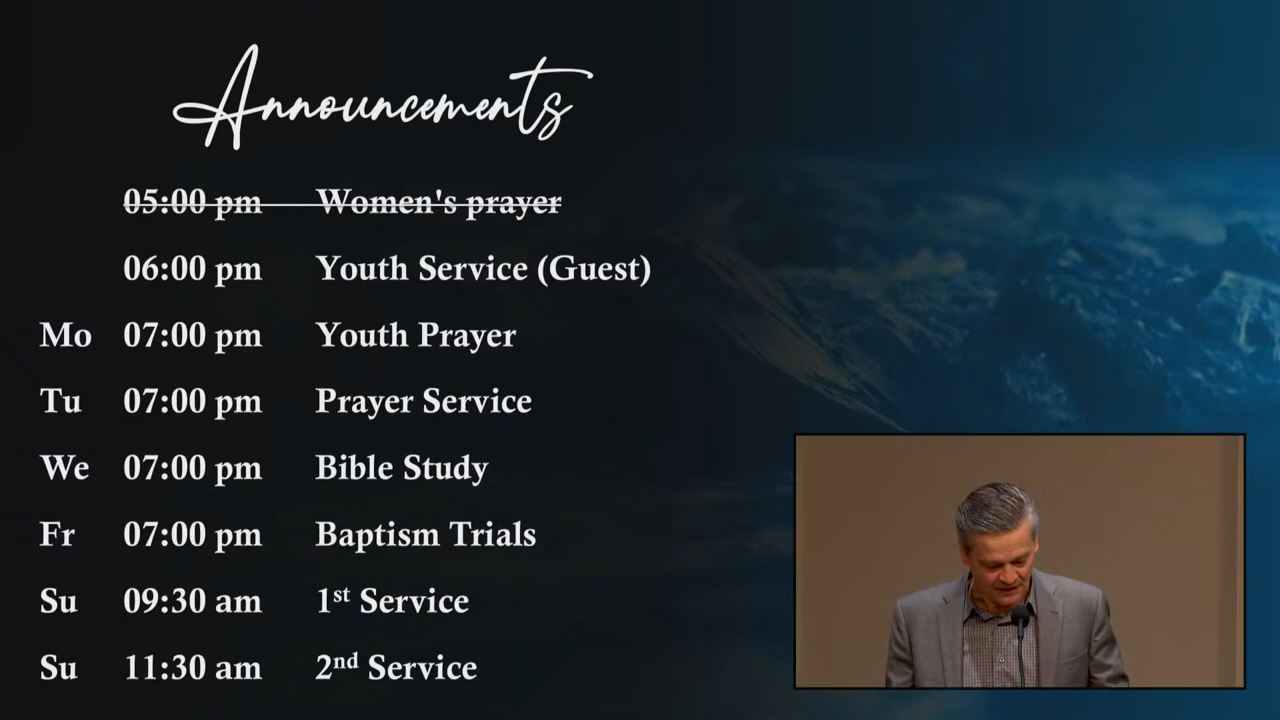 Announcements
05:00 pm Women's prayer
06:00 pm Youth Service (Guest)
Mo 07:00 pm Youth Prayer
Tu 07:00 pm Prayer Service
We 07:00 pm Bible Study
Fr 07:00 pm Baptism Trials
Su 09:30 am 1st Service
Su 11:30 am 2nd Service